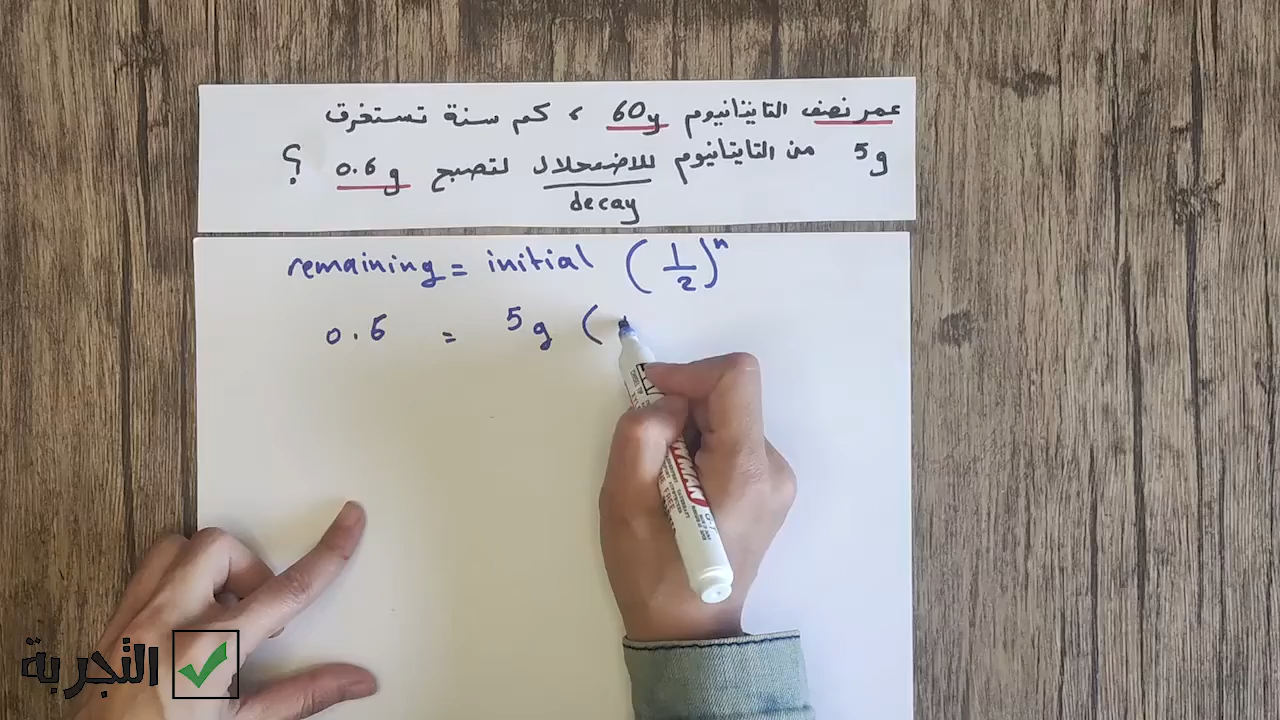 عمر نصف التايتانيوم 60y ، كم سنة تستغرق
5g من التايتانيوم للاضمحلال لتصبح 0.6g ؟
decay
remaining = initial (1/2)^n
0.6 = 5g (
التجربة